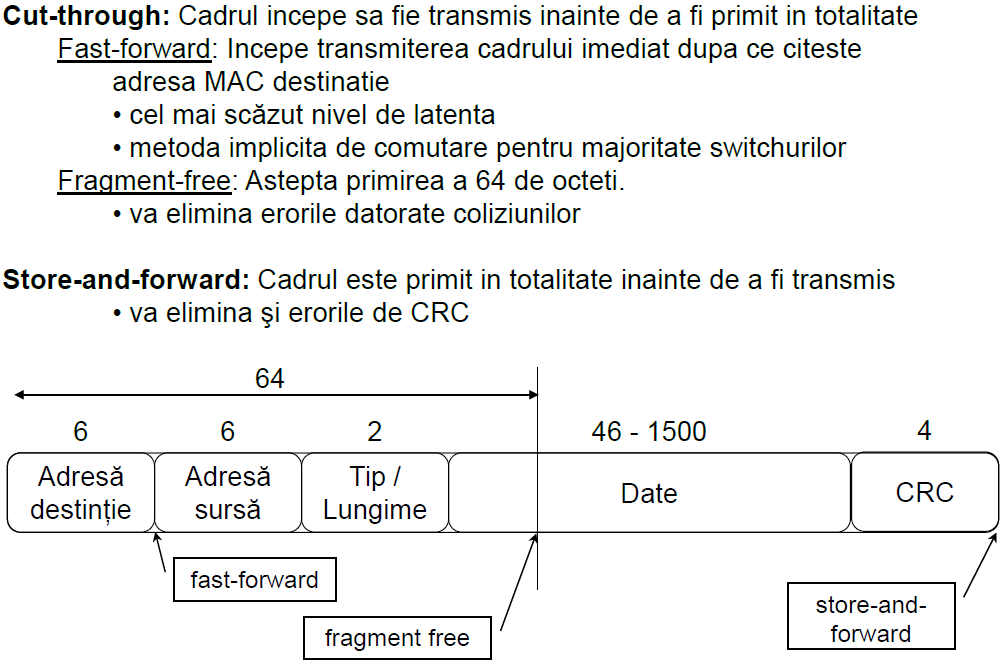 Cut-through: Cadrul incepe sa fie transmis inainte de a fi primit in totalitate
Fast-forward: Incepe transmiterea cadrului imediat dupa ce citeste
adresa MAC destinatie
• cel mai scăzut nivel de latenta
• metoda implicita de comutare pentru majoritate switchurilor
Fragment-free: Astepta primirea a 64 de octeti.
• va elimina erorile datorate coliziunilor
Store-and-forward: Cadrul este primit in totalitate inainte de a fi transmis
• va elimina şi erorile de CRC
64
6 6 2 46 - 1500 4
Adresă destinție
Adresă sursă
Tip / Lungime
Date
CRC
fast-forward
fragment free
store-and-
forward